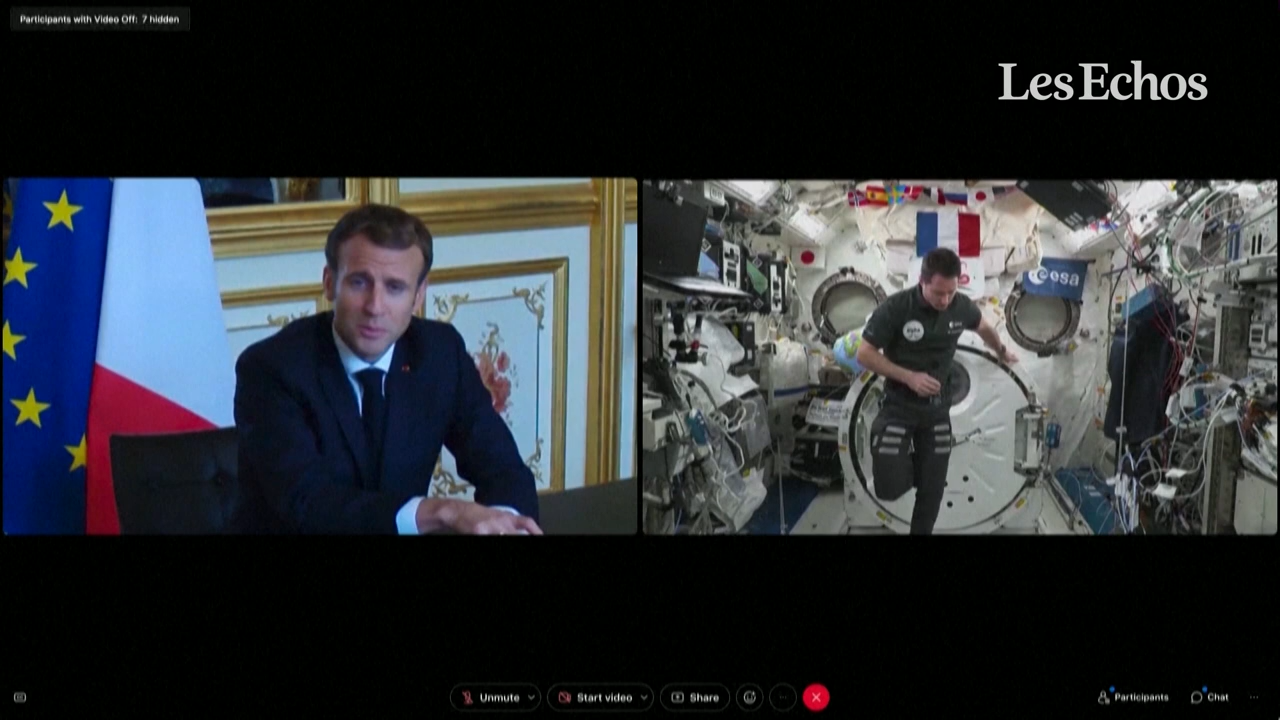 Participants with Video Off: 7 hidden
Les Echos
esa
Unmute
Start video
Share
Participants
Chat